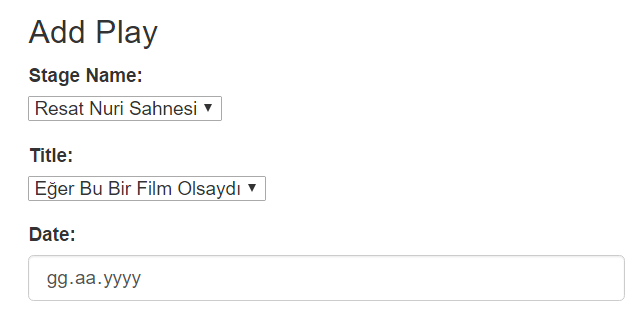 Add Play
Stage Name:
Resat Nuri Sahnesi
Title:
Eğer Bu Bir Film Olsaydı
Date:
gg.aa.yyyy